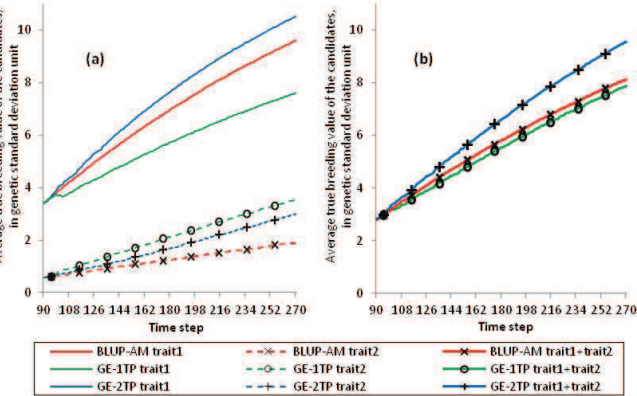 Average true breeding value of the candidates,
in genetic standard deviation unit
10
8
6
4
2
0
(a)
90 108 126 144 162 180 198 216 234 252 270
Time step
Average true breeding value of the candidates,
in genetic standard deviation unit
10
8
6
4
2
0
(b)
90 108 126 144 162 180 198 216 234 252 270
Time step
BLUP-AM trait1 BLUP-AM trait2 BLUP-AM trait1+trait2
GE-1TP trait1 GE-1TP trait2 GE-1TP trait1+trait2
GE-2TP trait1 GE-2TP trait2 GE-2TP trait1+trait2